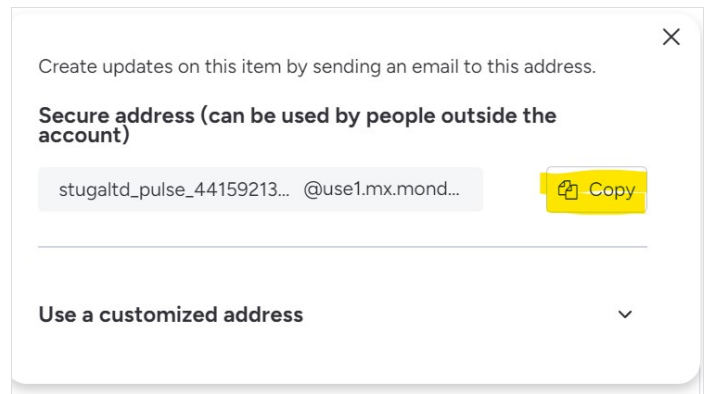 Create updates on this item by sending an email to this address.
Secure address (can be used by people outside the
account)
stugaltd_pulse_44159213... @use1.mx.mond...
Copy
Use a customized address